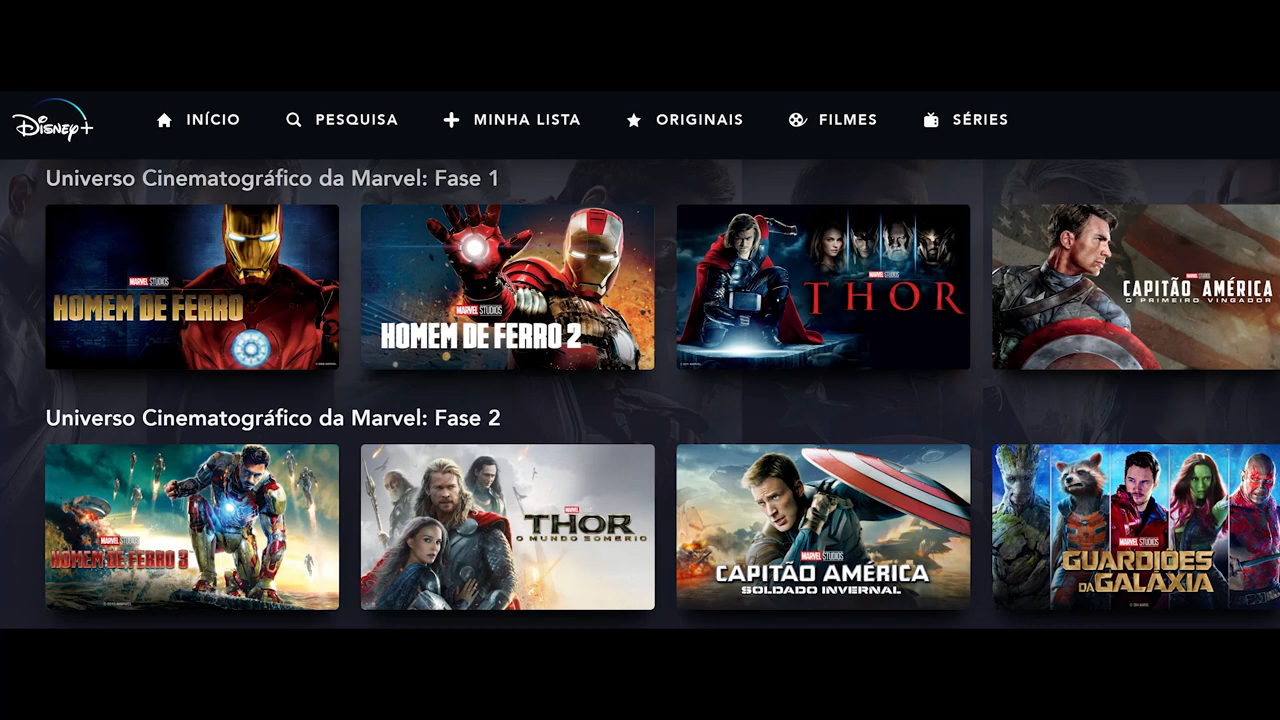 Disney+
INÍCIO
PESQUISA
MINHA LISTA
ORIGINAIS
FILMES
SÉRIES
Universo Cinematográfico da Marvel: Fase 1
MARVEL STUDIOS
HOMEM DE FERRO
MARVEL STUDIOS
HOMEM DE FERRO 2
MARVEL STUDIOS
THOR
MARVEL STUDIOS
CAPITÃO AMÉRICA
O PRIMEIRO VINGADOR
Universo Cinematográfico da Marvel: Fase 2
MARVEL STUDIOS
HOMEM DE FERRO 3
MARVEL
THOR
O MUNDO SOMBRIO
MARVEL STUDIOS
CAPITÃO AMÉRICA
SOLDADO INVERNAL
MARVEL STUDIOS
GUARDIÕES
DA GALÁXIA